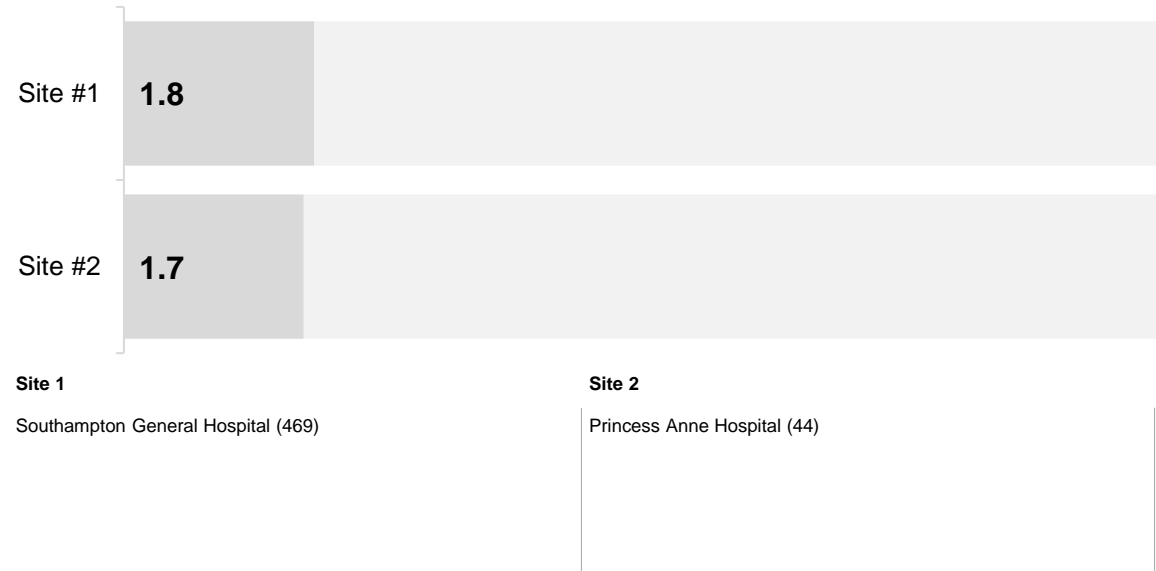 Site #1
1.8
Site #2
1.7
Site 1
Southampton General Hospital (469)
Site 2
Princess Anne Hospital (44)